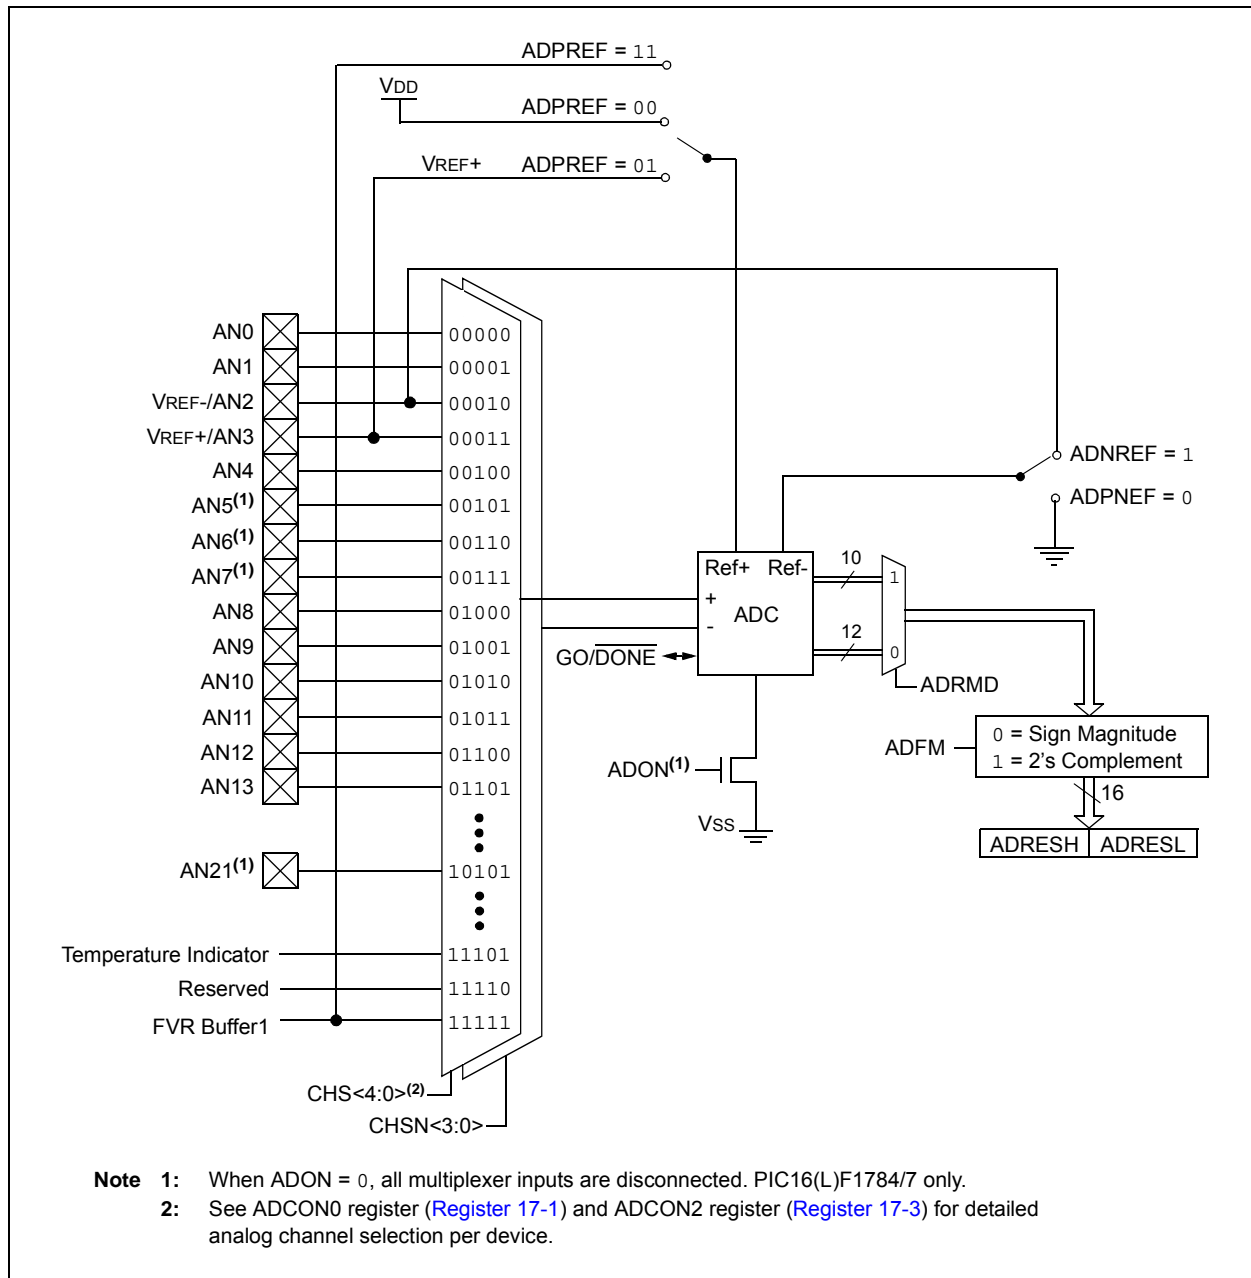 ADPREF = 11
VDD
ADPREF = 00
VREF+ ADPREF = 01
AN0 00000
AN1 00001
VREF-/AN2 00010
VREF+/AN3 00011
AN4 00100
AN5(1) 00101
AN6(1) 00110
AN7(1) 00111
AN8 01000
AN9 01001
AN10 01010
AN11 01011
AN12 01100
AN13 01101
AN21(1) 10101
Temperature Indicator 11101
Reserved 11110
FVR Buffer1 11111
CHS<4:0>(2)
CHSN<3:0>
ADNREF = 1
ADPNEF = 0
Ref+ Ref-
+
ADC
-
GO/DONE
10
1
12
0
ADRMD
ADON(1)
VSS
ADFM
0 = Sign Magnitude
1 = 2's Complement
16
ADRESH ADRESL
Note 1: When ADON = 0, all multiplexer inputs are disconnected. PIC16(L)F1784/7 only.
2: See ADCON0 register (Register 17-1) and ADCON2 register (Register 17-3) for detailed
analog channel selection per device.